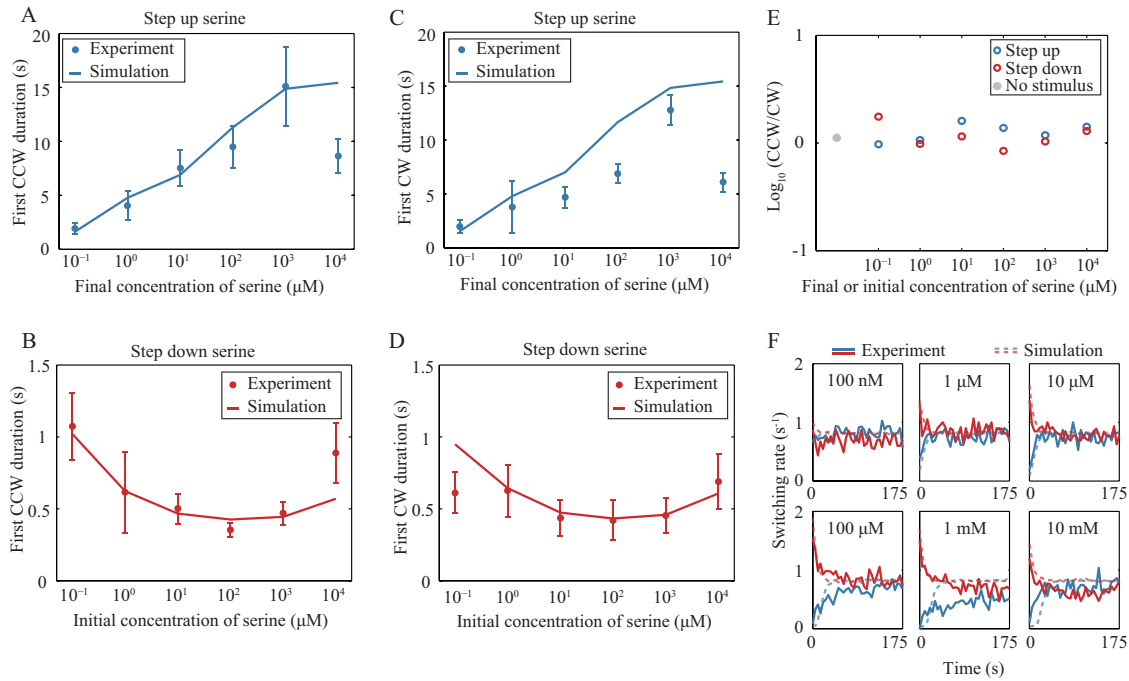 A
Step up serine
20
15
10
5
0
First CCW duration (s)
Experiment
Simulation
10⁻¹ 10⁰ 10¹ 10² 10³ 10⁴
Final concentration of serine (μM)
C
Step up serine
20
15
10
5
0
First CW duration (s)
Experiment
Simulation
10⁻¹ 10⁰ 10¹ 10² 10³ 10⁴
Final concentration of serine (μM)
E
1
0
-1
Log₁₀ (CCW/CW)
Step up
Step down
No stimulus
10⁻¹ 10⁰ 10¹ 10² 10³ 10⁴
Final or initial concentration of serine (μM)
B
Step down serine
1.5
1
0.5
0
First CCW duration (s)
Experiment
Simulation
10⁻¹ 10⁰ 10¹ 10² 10³ 10⁴
Initial concentration of serine (μM)
D
Step down serine
1.5
1
0.5
0
First CW duration (s)
Experiment
Simulation
10⁻¹ 10⁰ 10¹ 10² 10³ 10⁴
Initial concentration of serine (μM)
F
Experiment Simulation
Switching rate (s⁻¹)
2
1
0
100 nM 1 μM 10 μM
0 175 0 175 0 175
2
1
0
100 μM 1 mM 10 mM
0 175 0 175 0 175
Time (s)